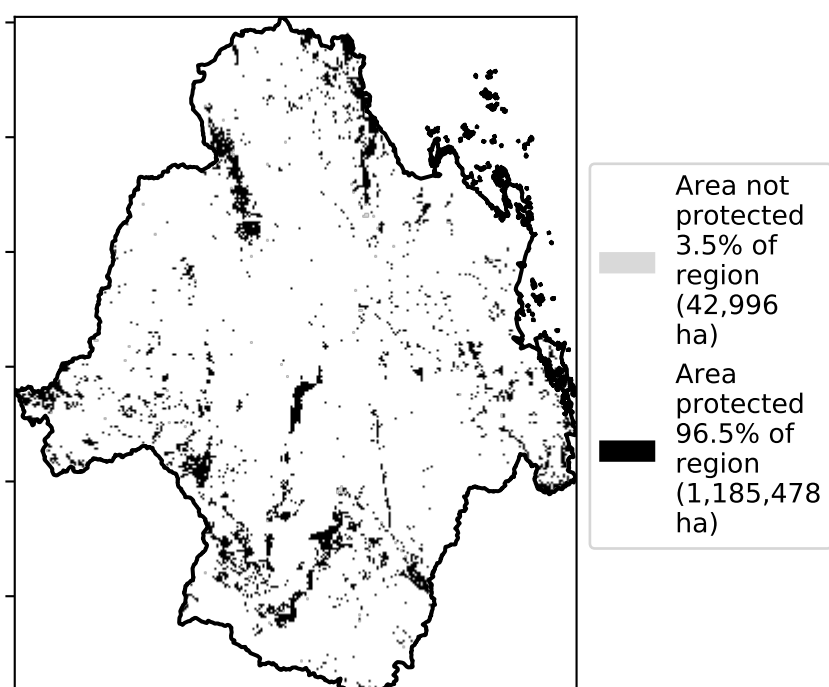 Area not
protected
3.5% of
region
(42,996
ha)
Area
protected
96.5% of
region
(1,185,478
ha)